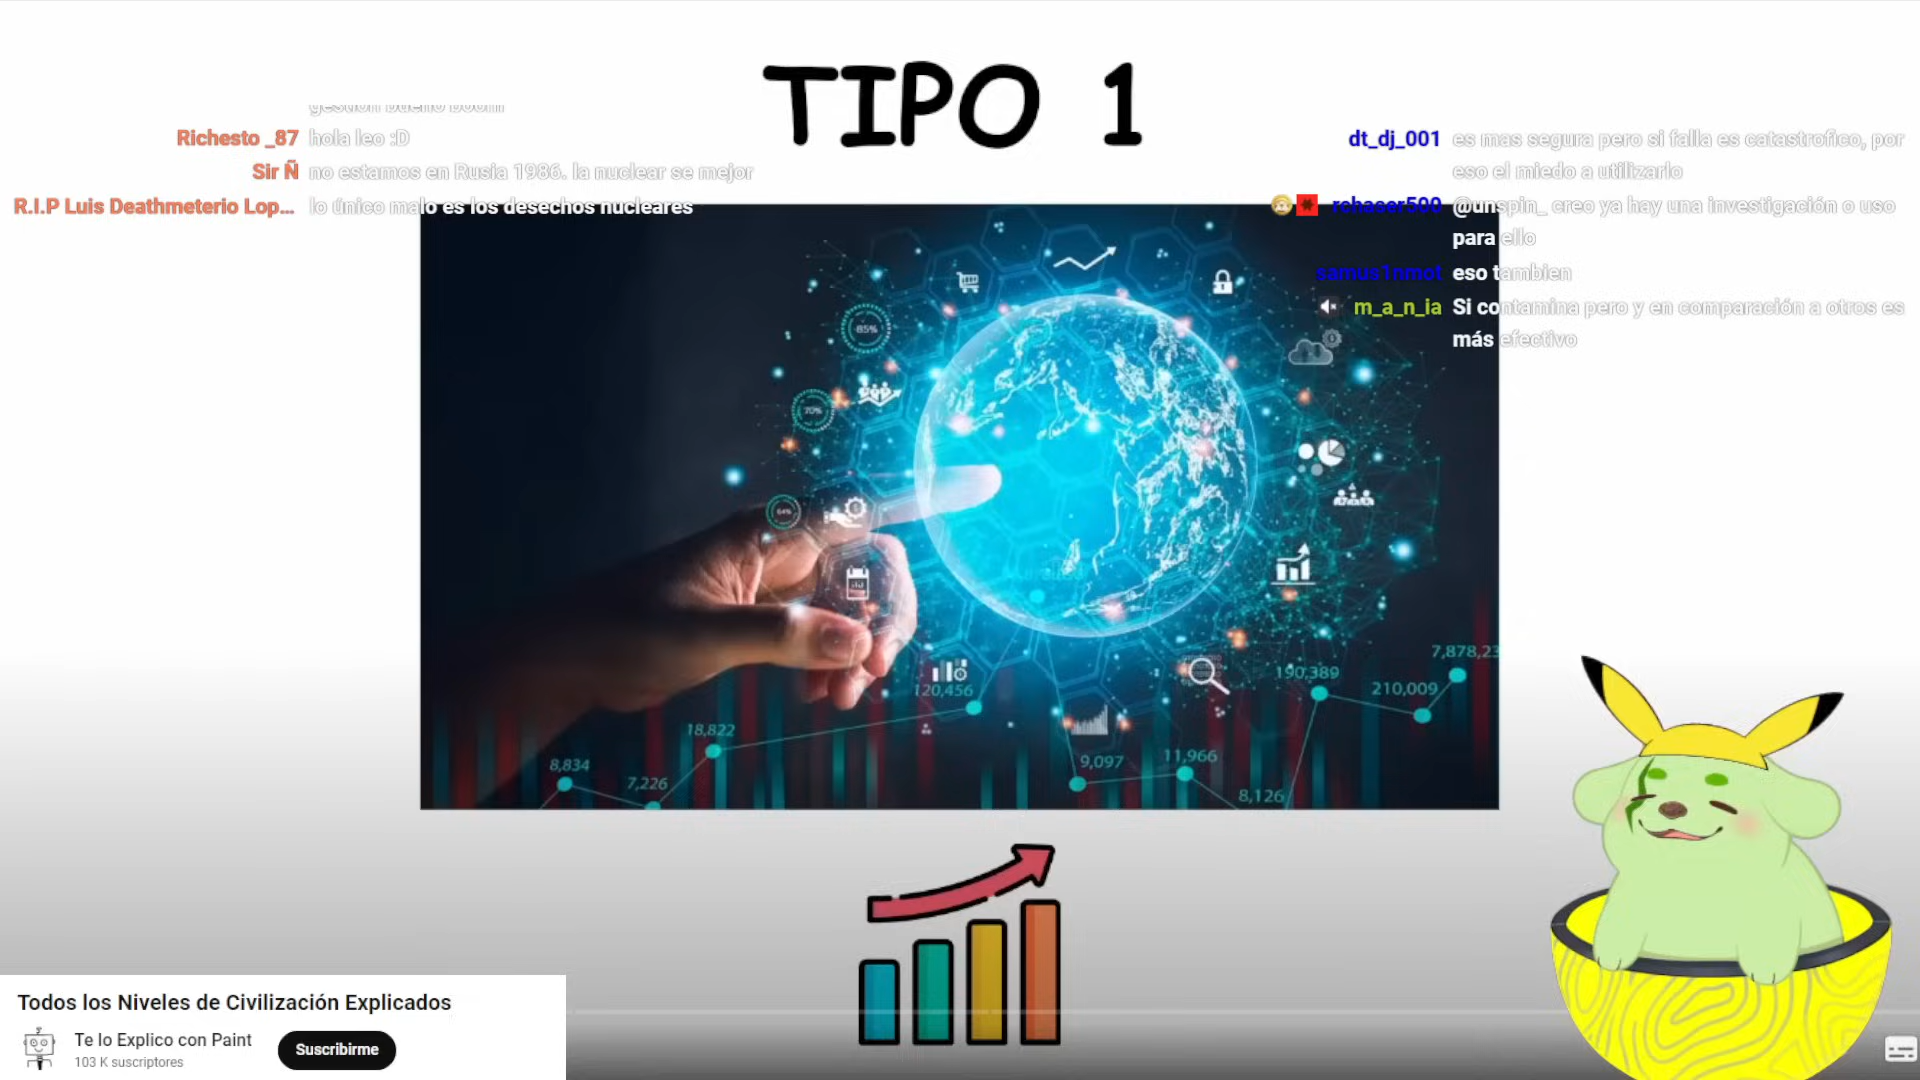 TIPO 1
Richesto _87 hola leo :D
Sir Ñ no estamos en Rusia 1986. la nuclear se mejor
R.I.P Luis Deathmeterio Lop... lo único malo es los desechos nucleares
dt_dj_001 es mas segura pero si falla es catastrofico, por
eso el miedo a utilizarlo
rchaser500 @unspin_ creo ya hay una investigación o uso
para ello
samus1nmot eso tambien
m_a_n_ia Si contamina pero y en comparación a otros es
más efectivo
85%
70%
64%
7,878,23
190,389
210,009
120,456
18,822
8,834
7,226
9,097
11,966
8,126
Todos los Niveles de Civilización Explicados
Te lo Explico con Paint
103 K suscriptores
Suscribirme